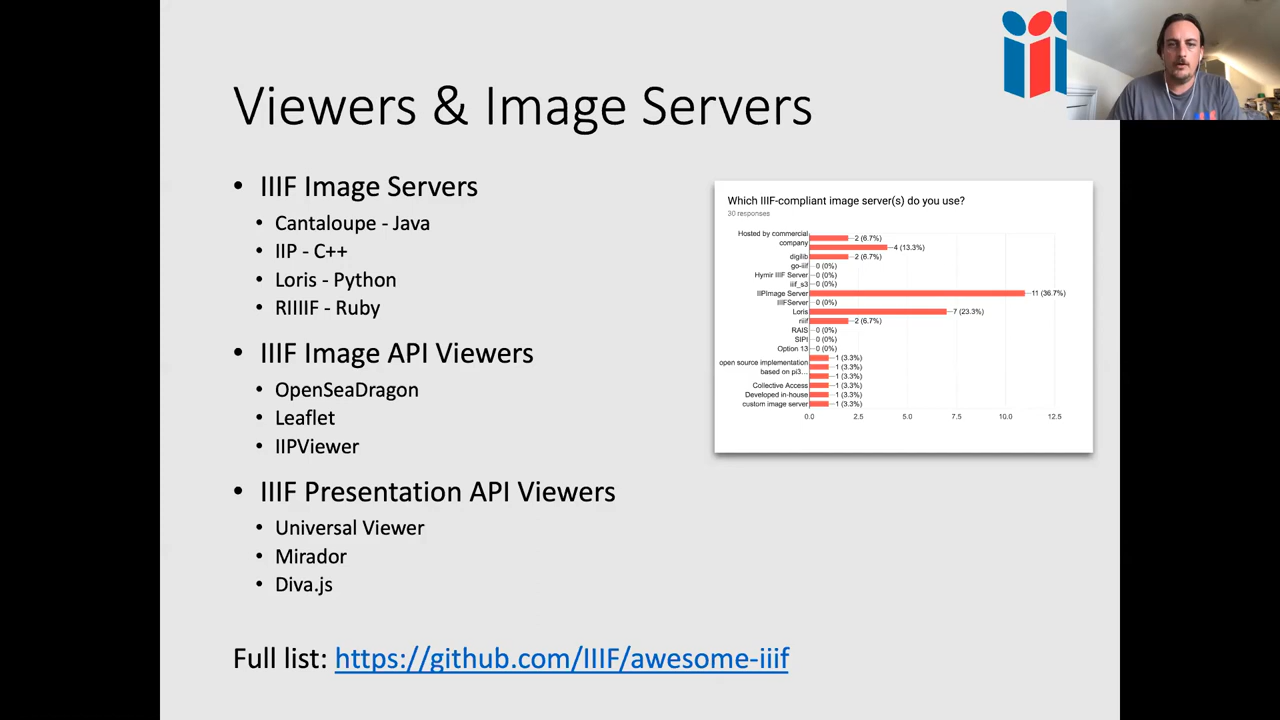 Viewers & Image Servers
• IIIF Image Servers
• Cantaloupe - Java
• IIP - C++
• Loris - Python
• RIIIIF - Ruby
• IIIF Image API Viewers
• OpenSeaDragon
• Leaflet
• IIPViewer
• IIIF Presentation API Viewers
• Universal Viewer
• Mirador
• Diva.js
Full list: https://github.com/IIIF/awesome-iiif
Which IIIF-compliant image server(s) do you use?
30 responses
Hosted by commercial
company
2 (6.7%)
4 (13.3%)
digilib 2 (6.7%)
go-iiif 0 (0%)
Hymir IIIF Server 0 (0%)
iiif_s3 0 (0%)
IIPImage Server 11 (36.7%)
IIIFServer 0 (0%)
Loris 7 (23.3%)
riiif 2 (6.7%)
RAIS 0 (0%)
SIPI 0 (0%)
Option 13 0 (0%)
1 (3.3%)
open source implementation
based on pi3...
1 (3.3%)
1 (3.3%)
Collective Access 1 (3.3%)
Developed in-house 1 (3.3%)
custom image server 1 (3.3%)
0.0 2.5 5.0 7.5 10.0 12.5